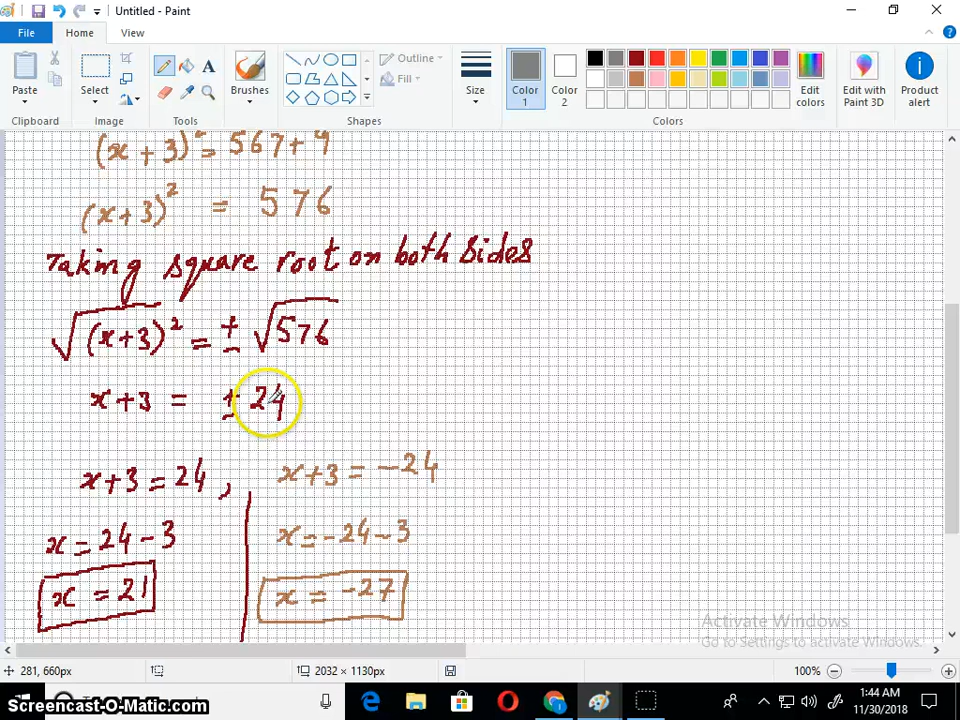 Untitled - Paint
File Home View
Paste Select Brushes Size Color 1 Color 2 Edit colors Edit with Paint 3D Product alert
Outline
Fill
Clipboard Image Tools Shapes Colors
(x + 3)² = 567 + 9
(x+3)² = 576
Taking square root on both sides
√(x+3)² = ± √576
x+3 = ± 24
x+3 = 24 , x+3 = -24
x = 24 - 3 x = -24 - 3
x = 21 x = -27
Activate Windows
Go to Settings to activate Windows.
281, 660px 2032 × 1130px 100%
1:44 AM
11/30/2018
Screencast-O-Matic.com